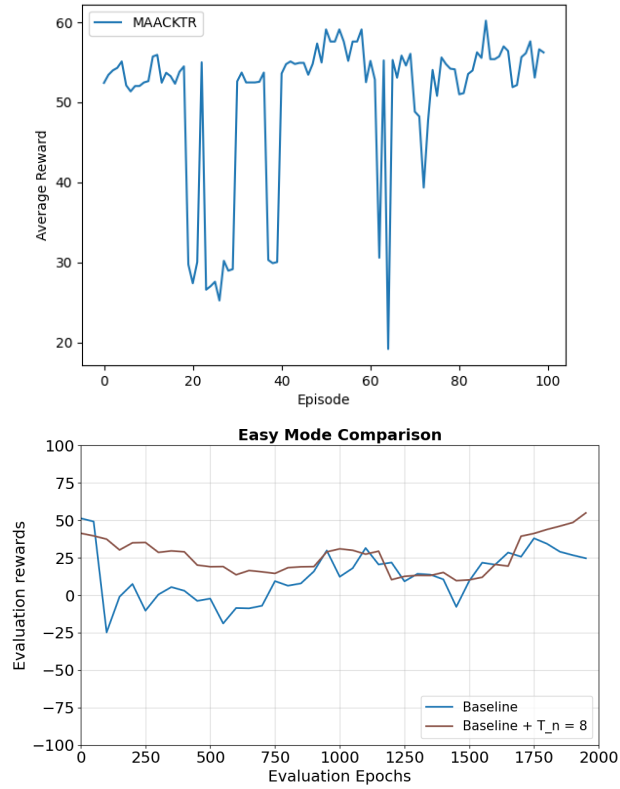 60
50
40
30
20
MAACKTR
Average Reward
0 20 40 60 80 100
Episode
Easy Mode Comparison
100
75
50
25
0
−25
−50
−75
−100
Evaluation rewards
Baseline
Baseline + T_n = 8
0 250 500 750 1000 1250 1500 1750 2000
Evaluation Epochs